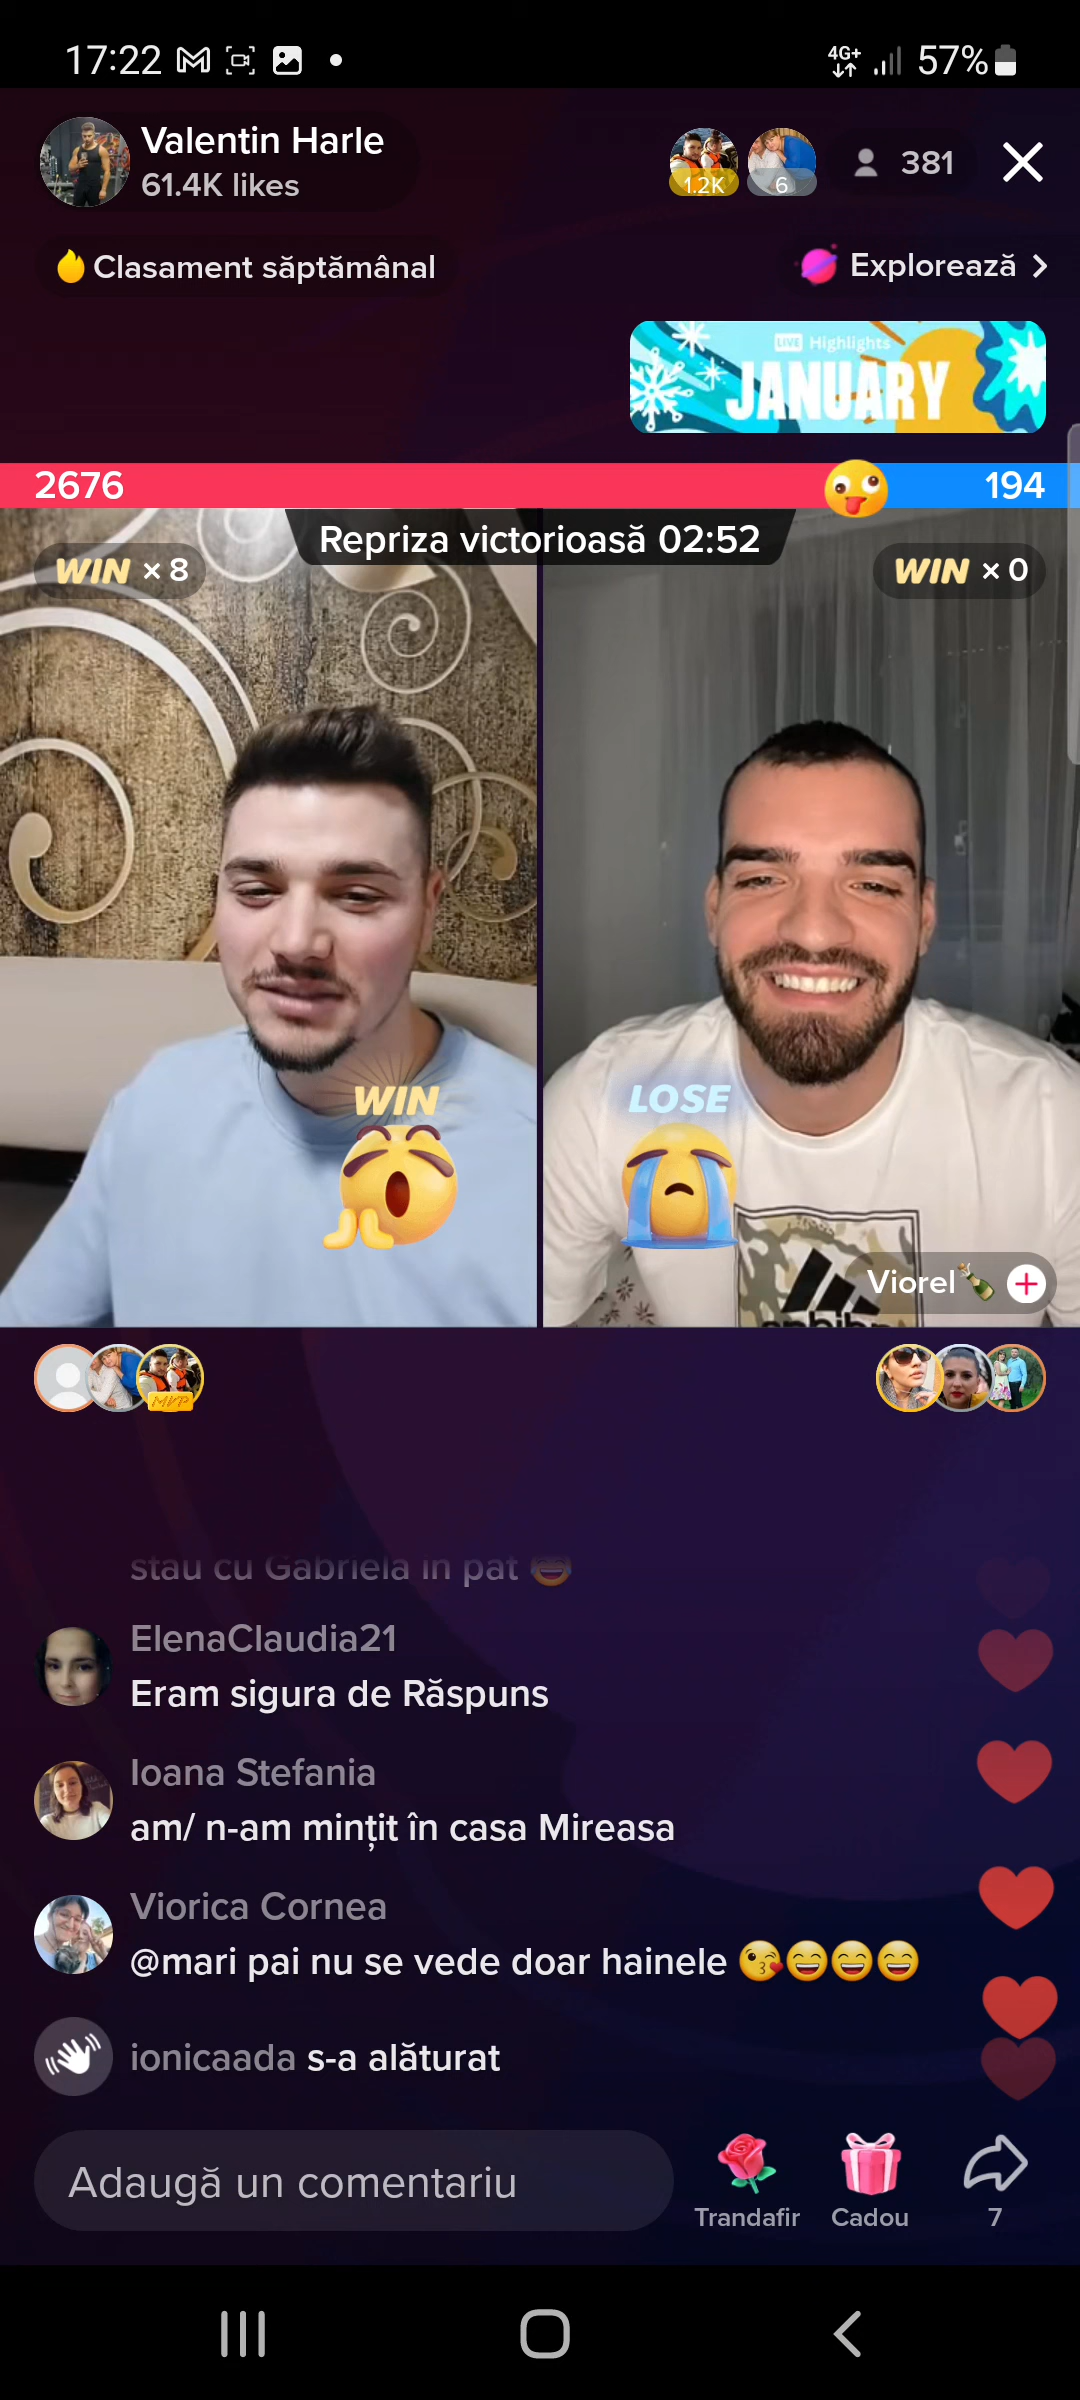 17:22
4G+
57%
Valentin Harle
61.4K likes
1.2K
6
381
Clasament săptămânal
Explorează
LIVE Highlights
JANUARY
2676
194
Repriza victorioasă 02:52
WIN × 8
WIN × 0
WIN
LOSE
Viorel
MVP
stau cu Gabriela in pat 😂
ElenaClaudia21
Eram sigura de Răspuns
Ioana Stefania
am/ n-am mințit în casa Mireasa
Viorica Cornea
@mari pai nu se vede doar hainele 😘😄😄😄
ionicaada s-a alăturat
Adaugă un comentariu
Trandafir
Cadou
7